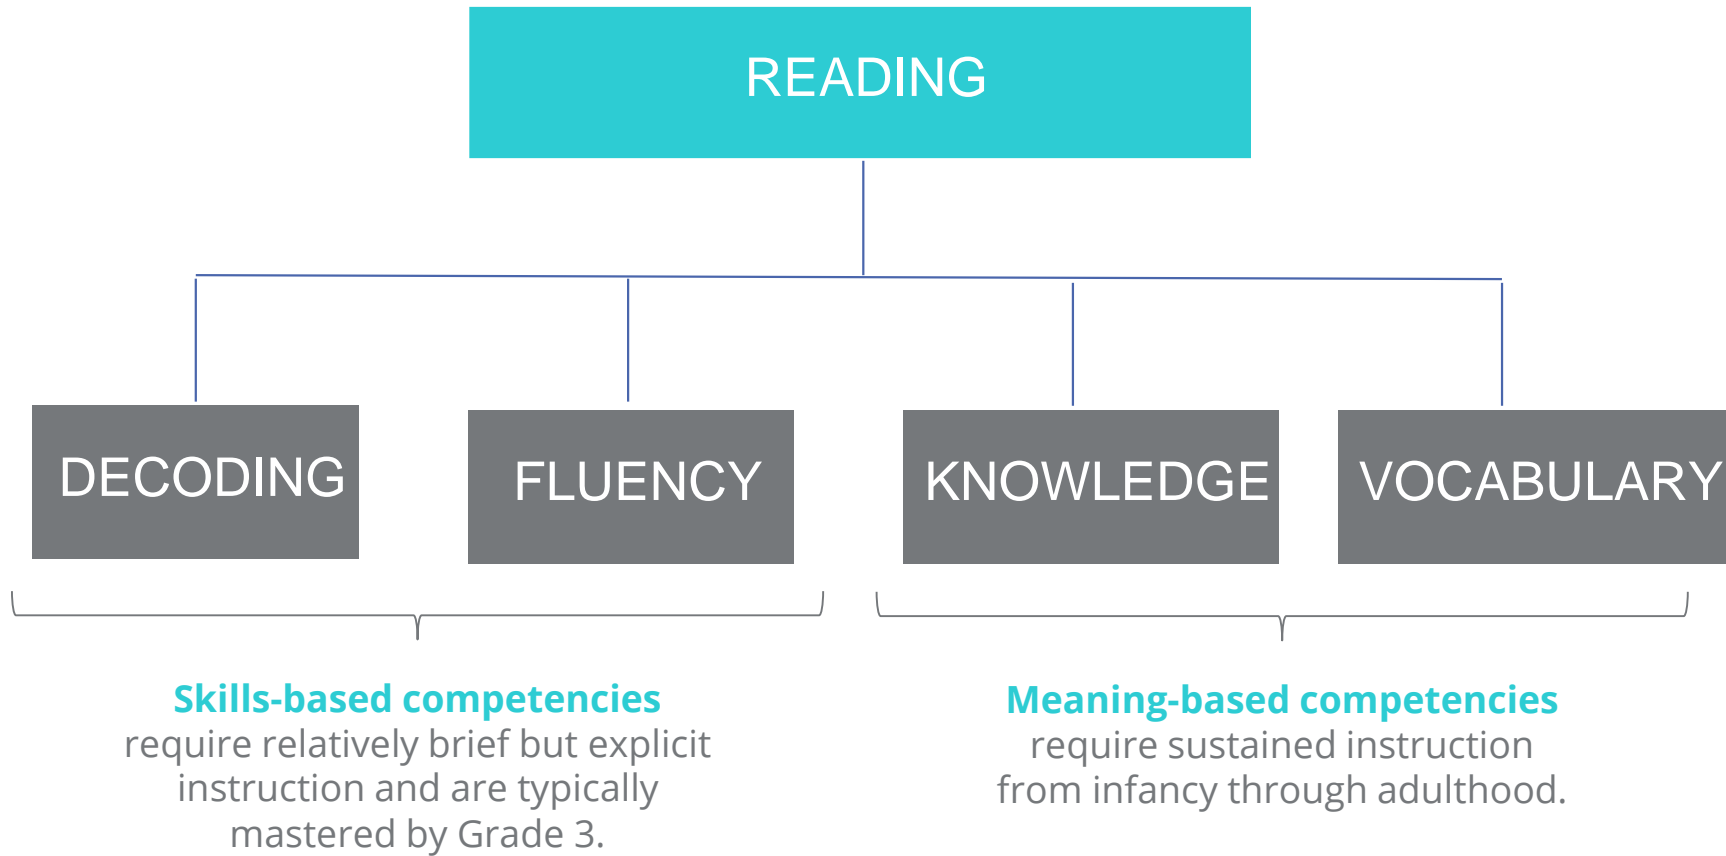 READING
DECODING
FLUENCY
KNOWLEDGE
VOCABULARY
Skills-based competencies
require relatively brief but explicit
instruction and are typically
mastered by Grade 3.
Meaning-based competencies
require sustained instruction
from infancy through adulthood.